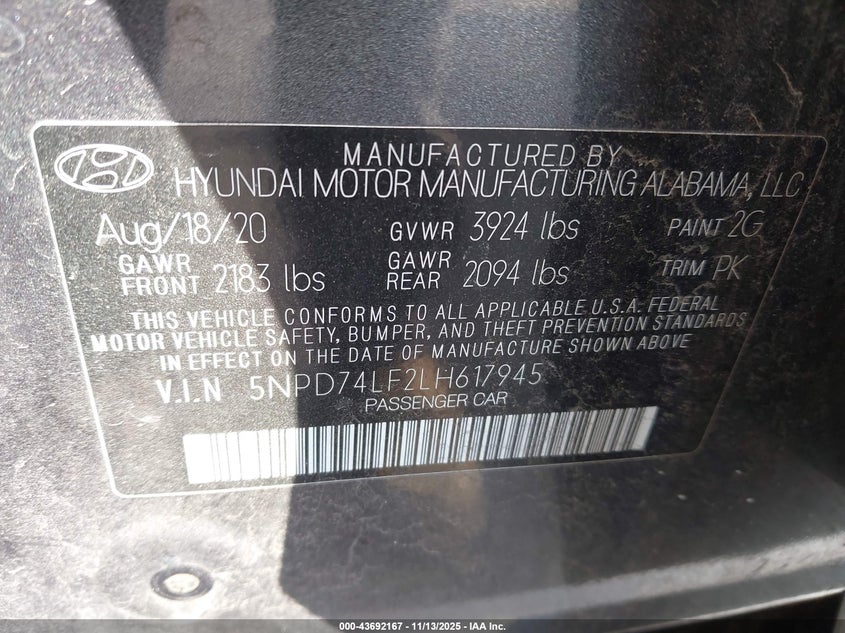 MANUFACTURED BY
HYUNDAI MOTOR MANUFACTURING ALABAMA, LLC
Aug/18/20 GVWR 3924 lbs PAINT 2G
GAWR FRONT 2183 lbs GAWR REAR 2094 lbs TRIM PK
THIS VEHICLE CONFORMS TO ALL APPLICABLE U.S.A. FEDERAL
MOTOR VEHICLE SAFETY, BUMPER, AND THEFT PREVENTION STANDARDS
IN EFFECT ON THE DATE OF MANUFACTURE SHOWN ABOVE
V.I.N 5NPD74LF2LH617945
PASSENGER CAR
000-43692167 - 11/13/2025 - IAA Inc.